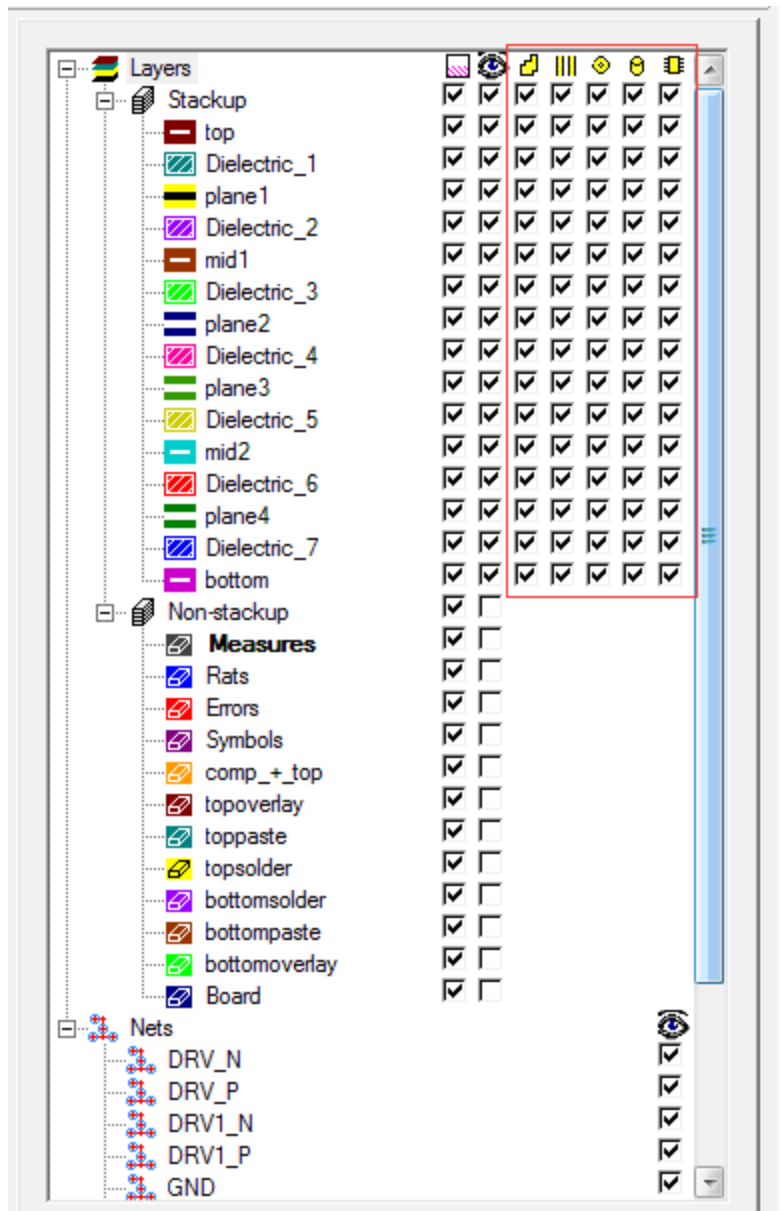 Layers
Stackup
top
Dielectric_1
plane1
Dielectric_2
mid1
Dielectric_3
plane2
Dielectric_4
plane3
Dielectric_5
mid2
Dielectric_6
plane4
Dielectric_7
bottom
Non-stackup
Measures
Rats
Errors
Symbols
comp_+_top
topoverlay
toppaste
topsolder
bottomsolder
bottompaste
bottomoverlay
Board
Nets
DRV_N
DRV_P
DRV1_N
DRV1_P
GND